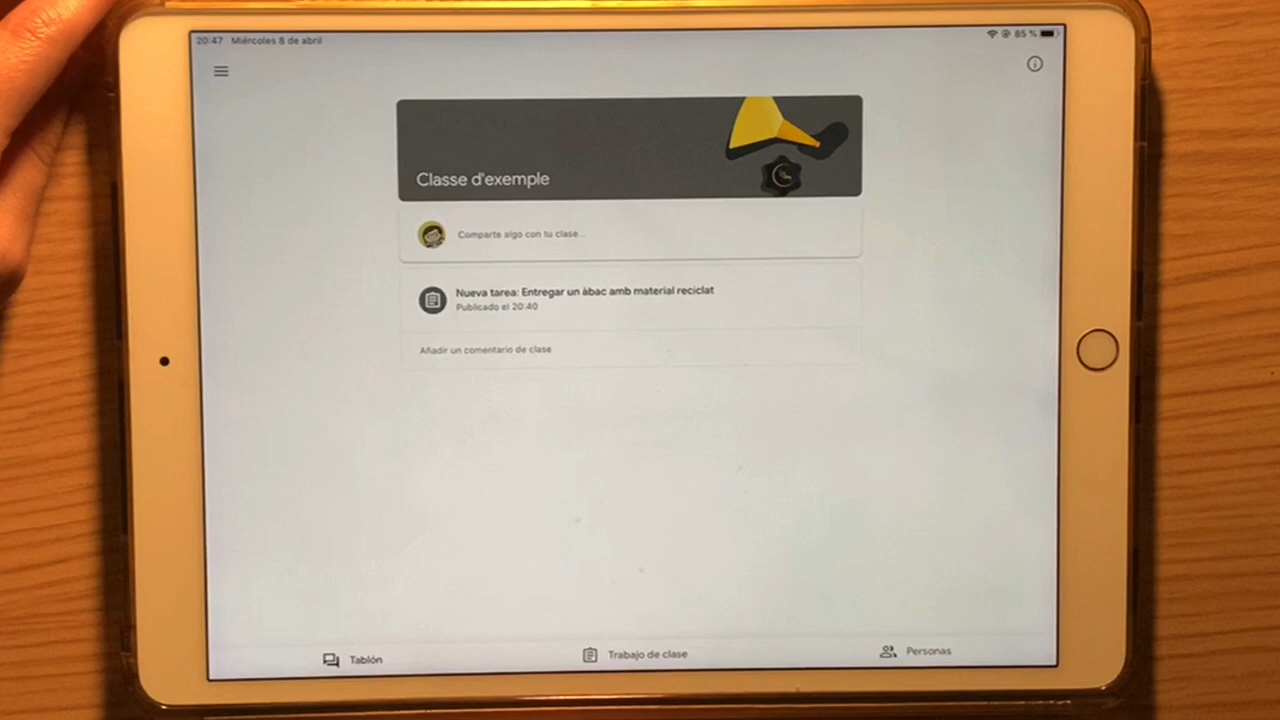 20:47 Miércoles 8 de abril
85 %
Classe d'exemple
Comparte algo con tu clase...
Nueva tarea: Entregar un àbac amb material reciclat
Publicado el 20:40
Añadir un comentario de clase
Tablón
Trabajo de clase
Personas